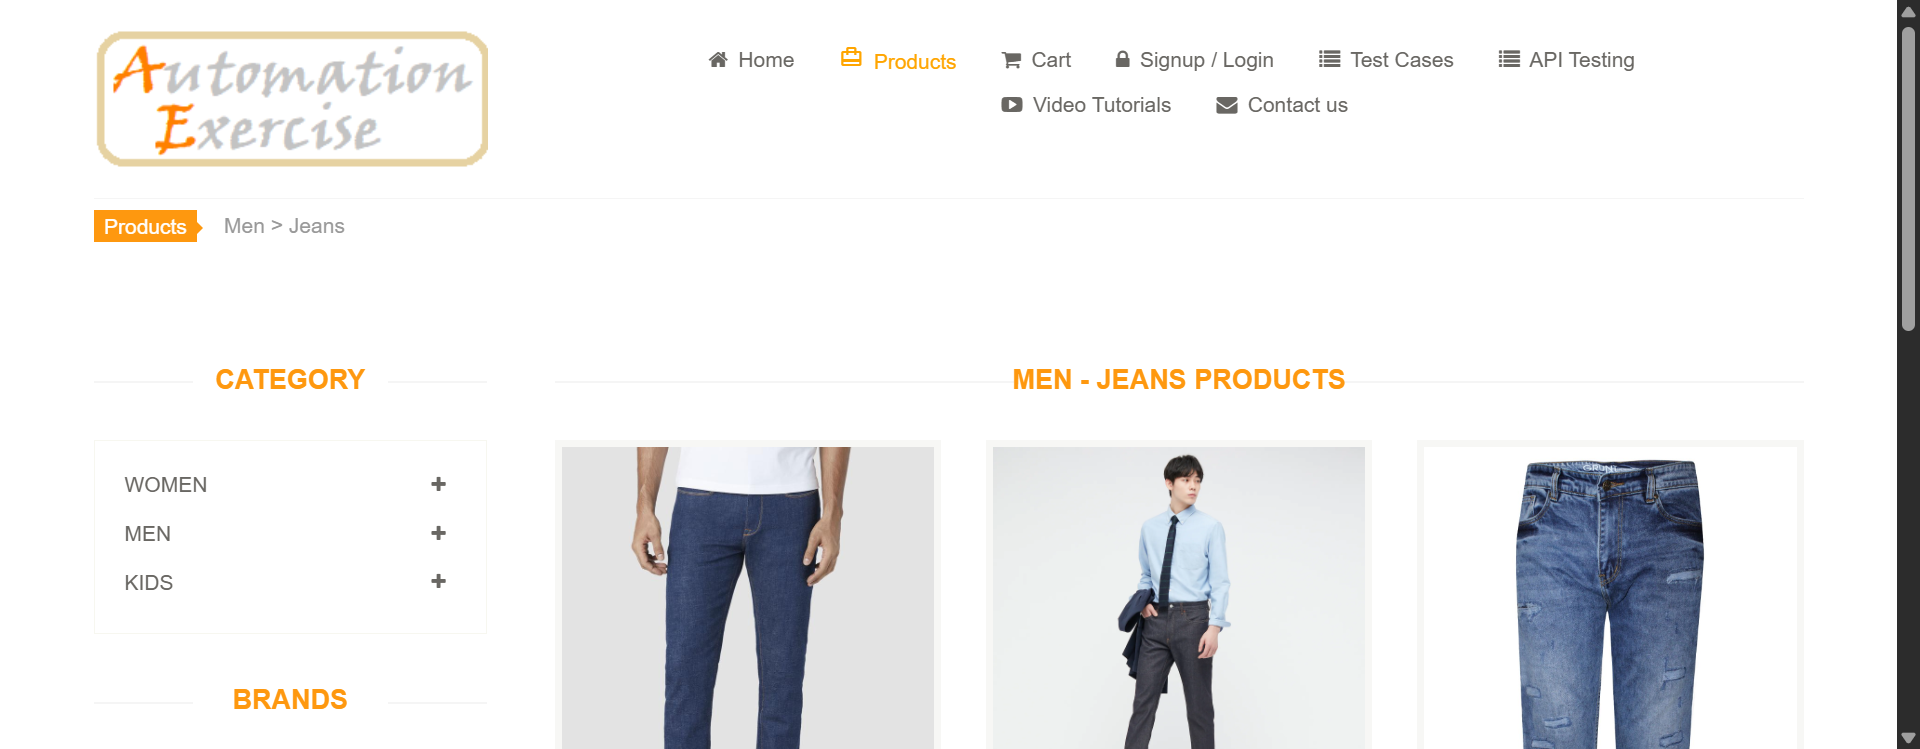 Automation
Exercise
Home
Products
Cart
Signup / Login
Test Cases
API Testing
Video Tutorials
Contact us
Products
Men > Jeans
CATEGORY
MEN - JEANS PRODUCTS
WOMEN
MEN
KIDS
BRANDS